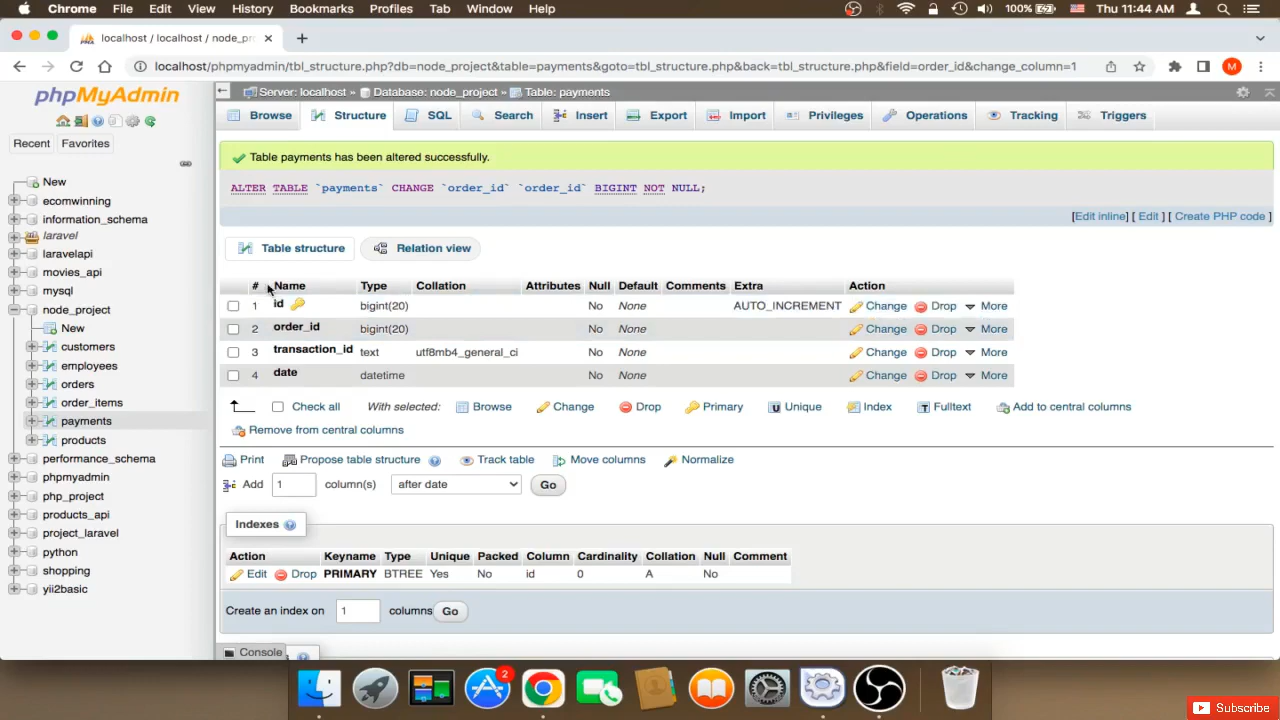 Chrome File Edit View History Bookmarks Profiles Tab Window Help 100% Thu 11:44 AM
localhost / localhost / node_pr
localhost/phpmyadmin/tbl_structure.php?db=node_project&table=payments&goto=tbl_structure.php&back=tbl_structure.php&field=order_id&change_column=1 M
phpMyAdmin
Recent Favorites
New
ecomwinning
information_schema
laravel
laravelapi
movies_api
mysql
node_project
New
customers
employees
orders
order_items
payments
products
performance_schema
phpmyadmin
php_project
products_api
project_laravel
python
shopping
yii2basic
Server: localhost » Database: node_project » Table: payments
Browse Structure SQL Search Insert Export Import Privileges Operations Tracking Triggers
Table payments has been altered successfully.
ALTER TABLE `payments` CHANGE `order_id` `order_id` BIGINT NOT NULL;
[Edit inline] [ Edit ] [ Create PHP code ]
Table structure Relation view
# Name Type Collation Attributes Null Default Comments Extra Action
1 id bigint(20) No None AUTO_INCREMENT Change Drop More
2 order_id bigint(20) No None Change Drop More
3 transaction_id text utf8mb4_general_ci No None Change Drop More
4 date datetime No None Change Drop More
Check all With selected: Browse Change Drop Primary Unique Index Fulltext Add to central columns
Remove from central columns
Print Propose table structure Track table Move columns Normalize
Add 1 column(s) after date Go
Indexes
Action Keyname Type Unique Packed Column Cardinality Collation Null Comment
Edit Drop PRIMARY BTREE Yes No id 0 A No
Create an index on 1 columns Go
Console
2
Subscribe